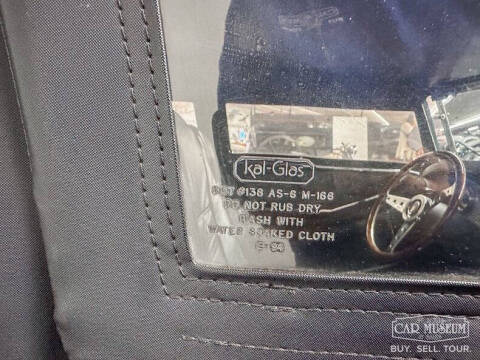 Kal-Glas
DOT #138 AS-6 M-166
DO NOT RUB DRY
WASH WITH
WATER SOAKED CLOTH
CAR MUSEUM
BUY. SELL. TOUR.